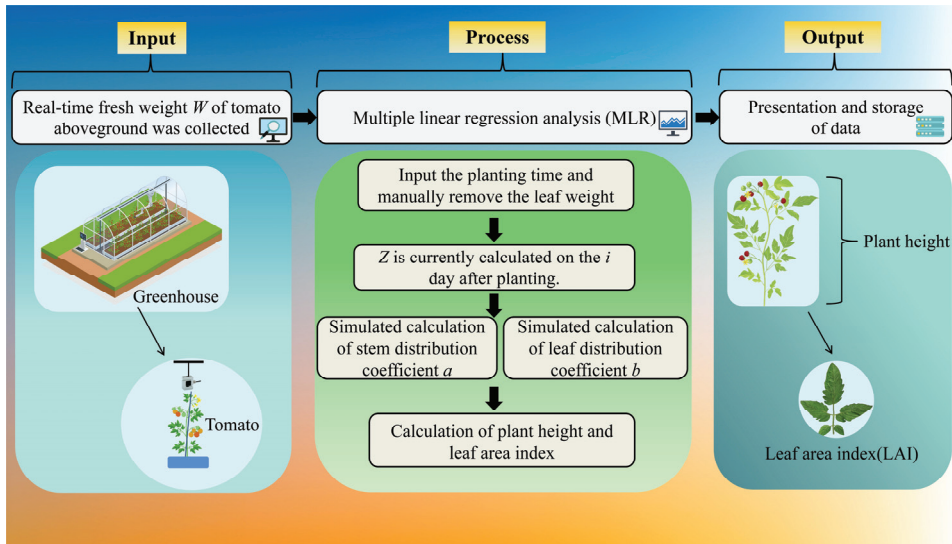 Input
Process
Output
Real-time fresh weight W of tomato
aboveground was collected
Multiple linear regression analysis (MLR)
Presentation and storage
of data
Greenhouse
Tomato
Input the planting time and
manually remove the leaf weight
Z is currently calculated on the i
day after planting.
Simulated calculation
of stem distribution
coefficient a
Simulated calculation
of leaf distribution
coefficient b
Calculation of plant height and
leaf area index
Plant height
Leaf area index(LAI)